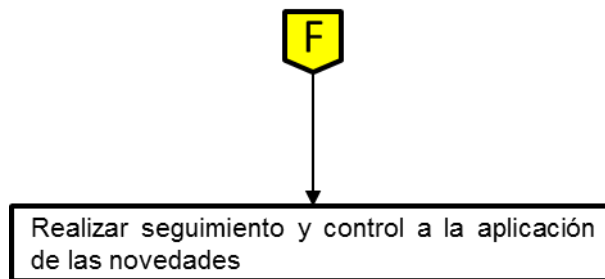 F
Realizar seguimiento y control a la aplicación
de las novedades